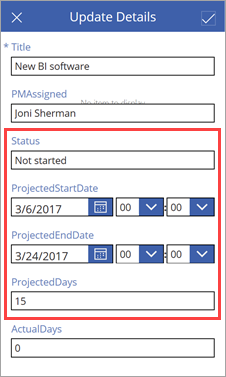 Update Details
* Title
New BI software
PMAssigned
No item to display
Joni Sherman
Status
Not started
ProjectedStartDate
3/6/2017 00 : 00
ProjectedEndDate
3/24/2017 00 : 00
ProjectedDays
15
ActualDays
0